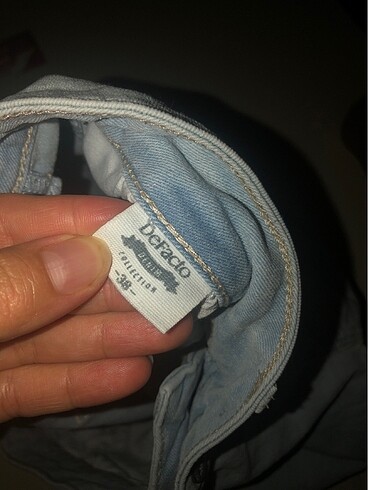 DeFacto
DENIM
COLLECTION
-38-